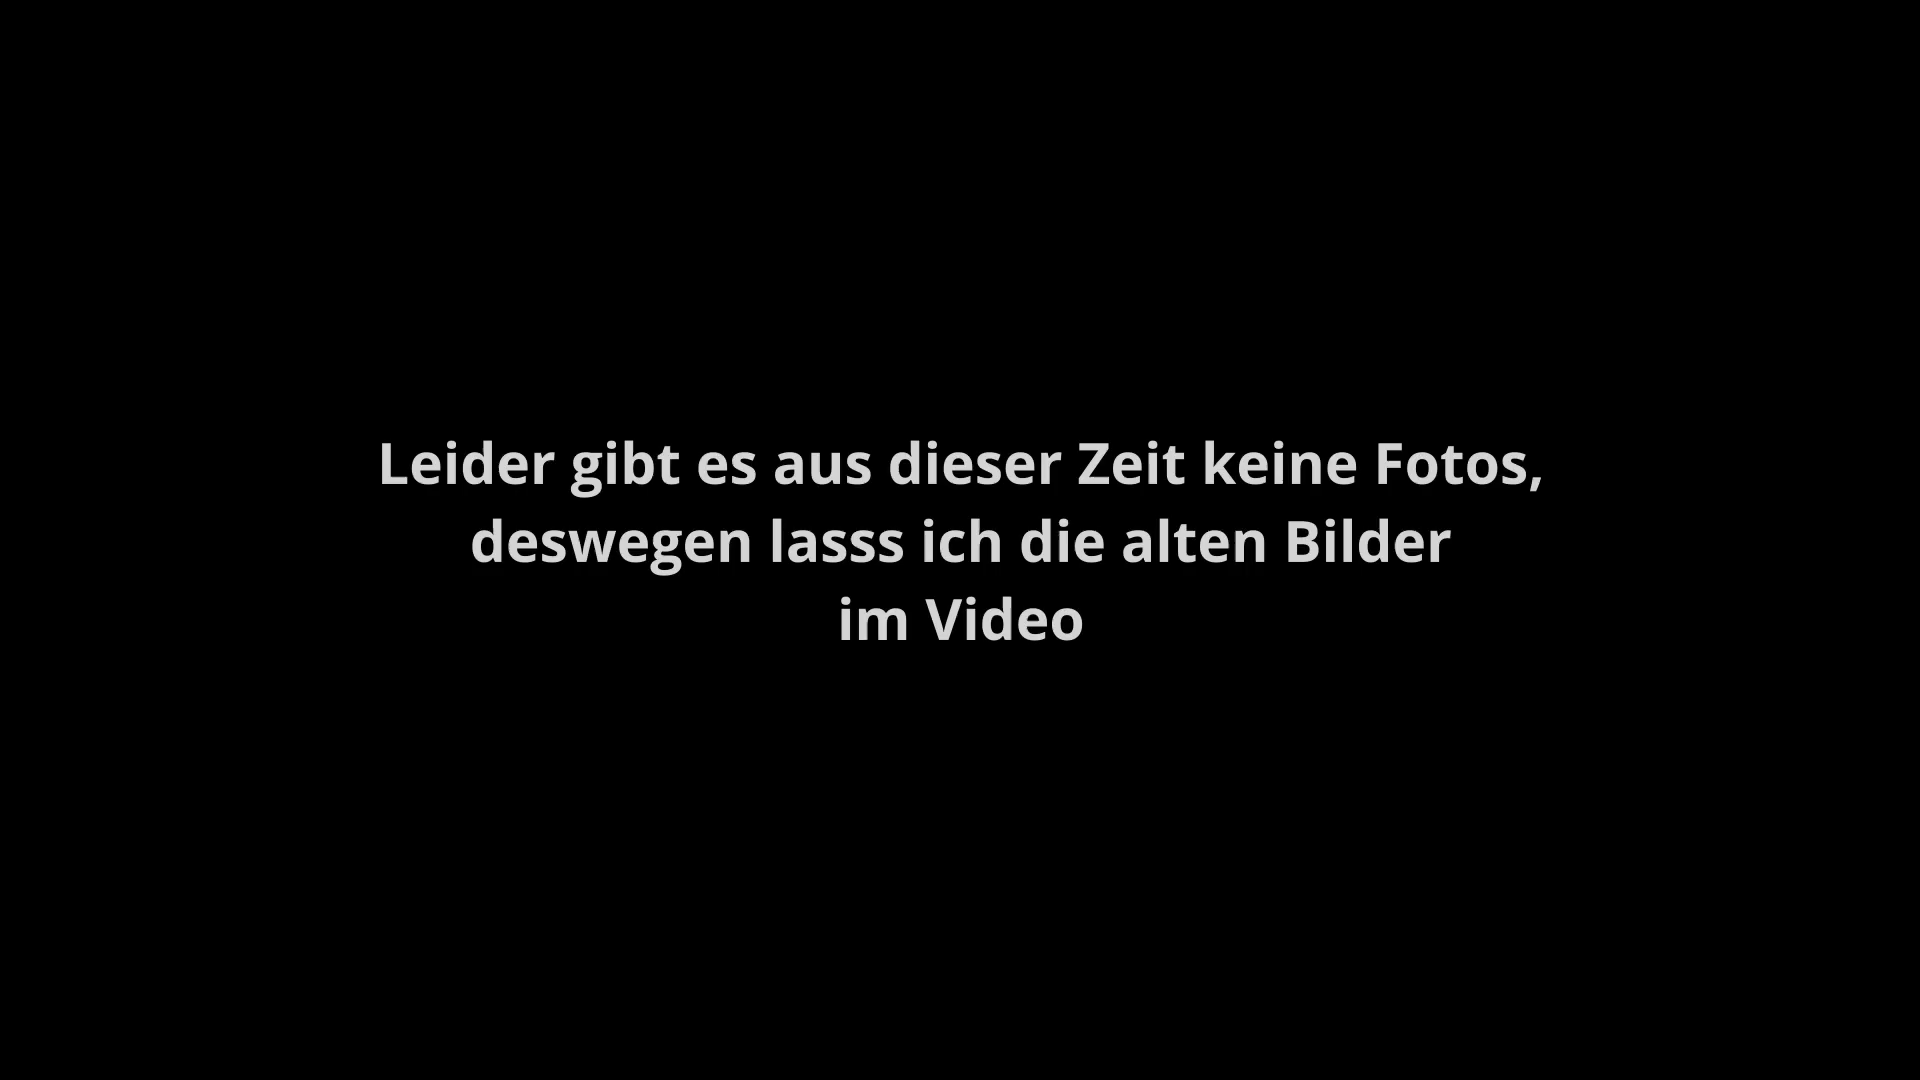 Leider gibt es aus dieser Zeit keine Fotos,
deswegen lasss ich die alten Bilder
im Video